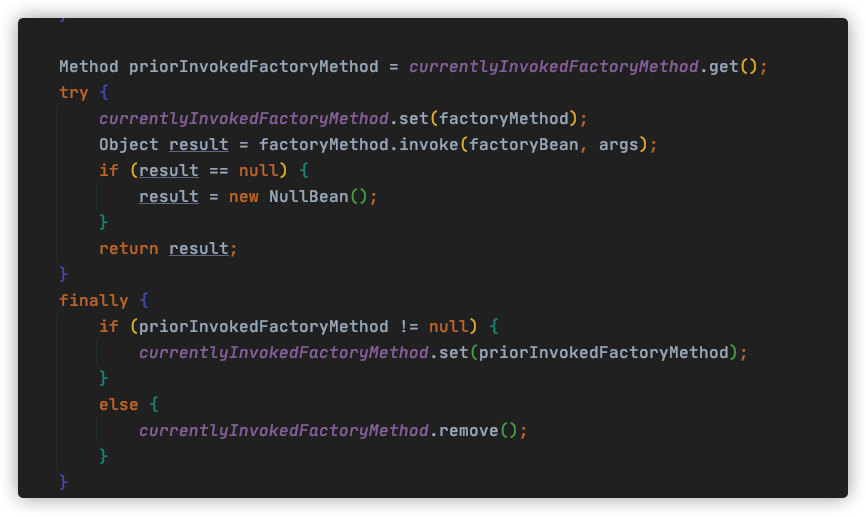 }
Method priorInvokedFactoryMethod = currentlyInvokedFactoryMethod.get();
try {
currentlyInvokedFactoryMethod.set(factoryMethod);
Object result = factoryMethod.invoke(factoryBean, args);
if (result == null) {
result = new NullBean();
}
return result;
}
finally {
if (priorInvokedFactoryMethod != null) {
currentlyInvokedFactoryMethod.set(priorInvokedFactoryMethod);
}
else {
currentlyInvokedFactoryMethod.remove();
}
}